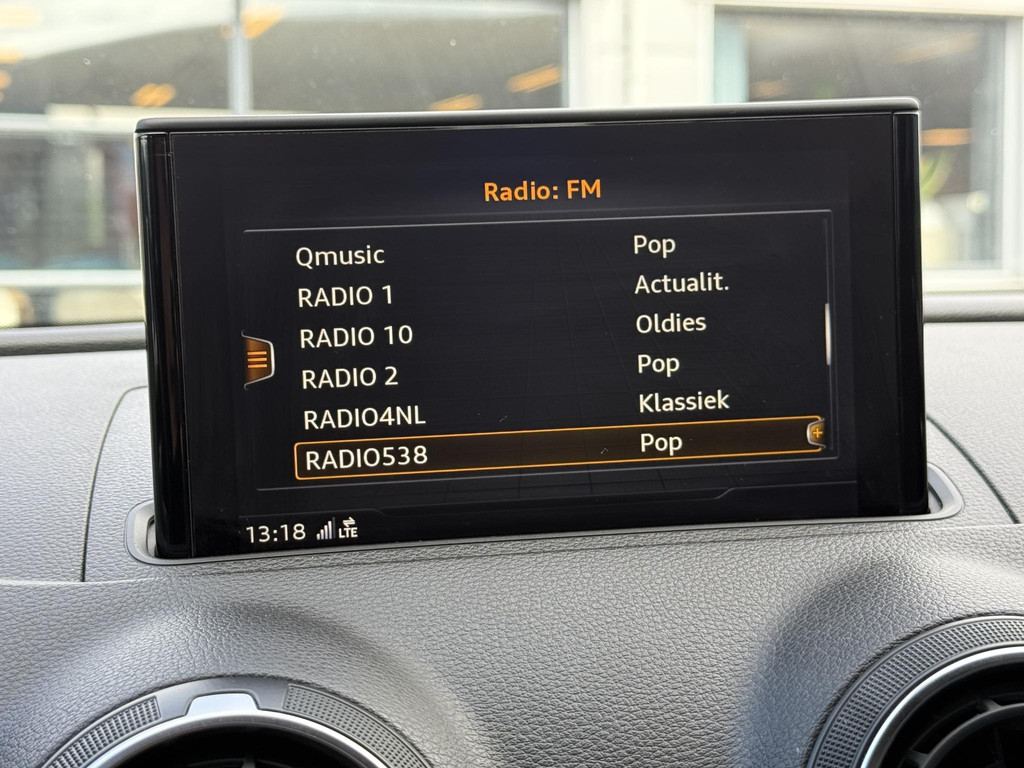 Radio: FM
Qmusic Pop
RADIO 1 Actualit.
RADIO 10 Oldies
RADIO 2 Pop
RADIO4NL Klassiek
RADIO538 Pop
13:18 LTE